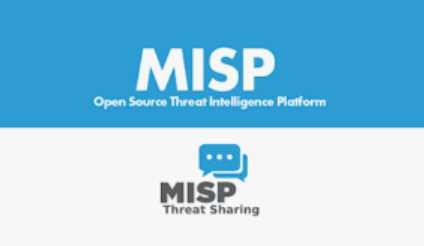 MISP
Open Source Threat Intelligence Platform
MISP
Threat Sharing